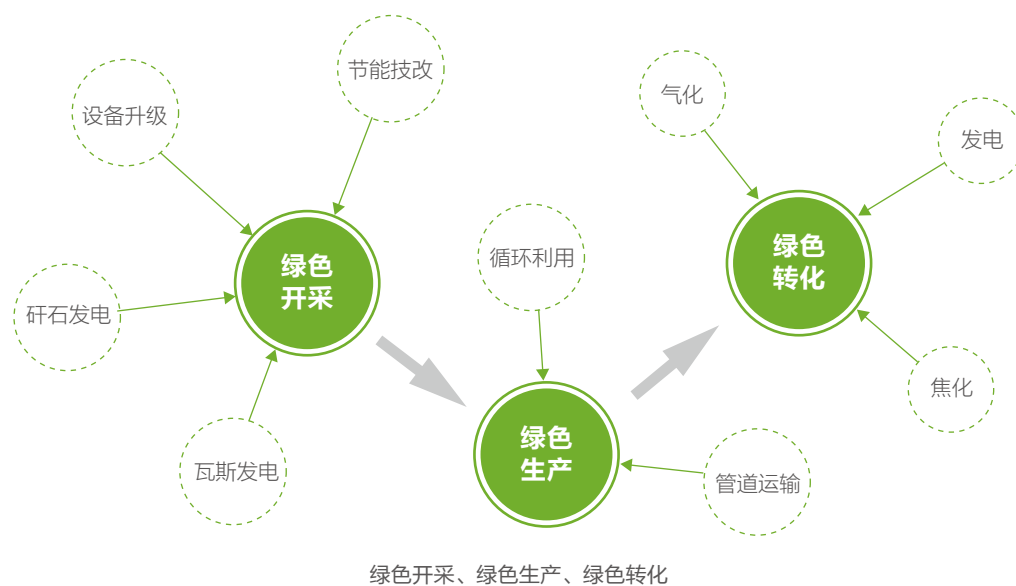 节能技改
设备升级
气化
发电
绿色
开采
循环利用
绿色
转化
矸石发电
焦化
瓦斯发电
绿色
生产
管道运输
绿色开采、绿色生产、绿色转化